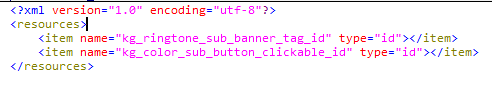 <?xml version="1.0" encoding="utf-8"?>
<resources>
<item name="kg_ringtone_sub_banner_tag_id" type="id"></item>
<item name="kg_color_sub_button_clickable_id" type="id"></item>
</resources>